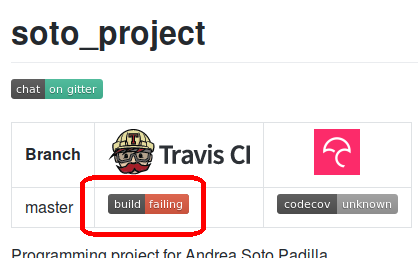 soto_project
chat on gitter
Branch Travis CI
master build failing codecov unknown
Programming project for Andrea Soto Padilla